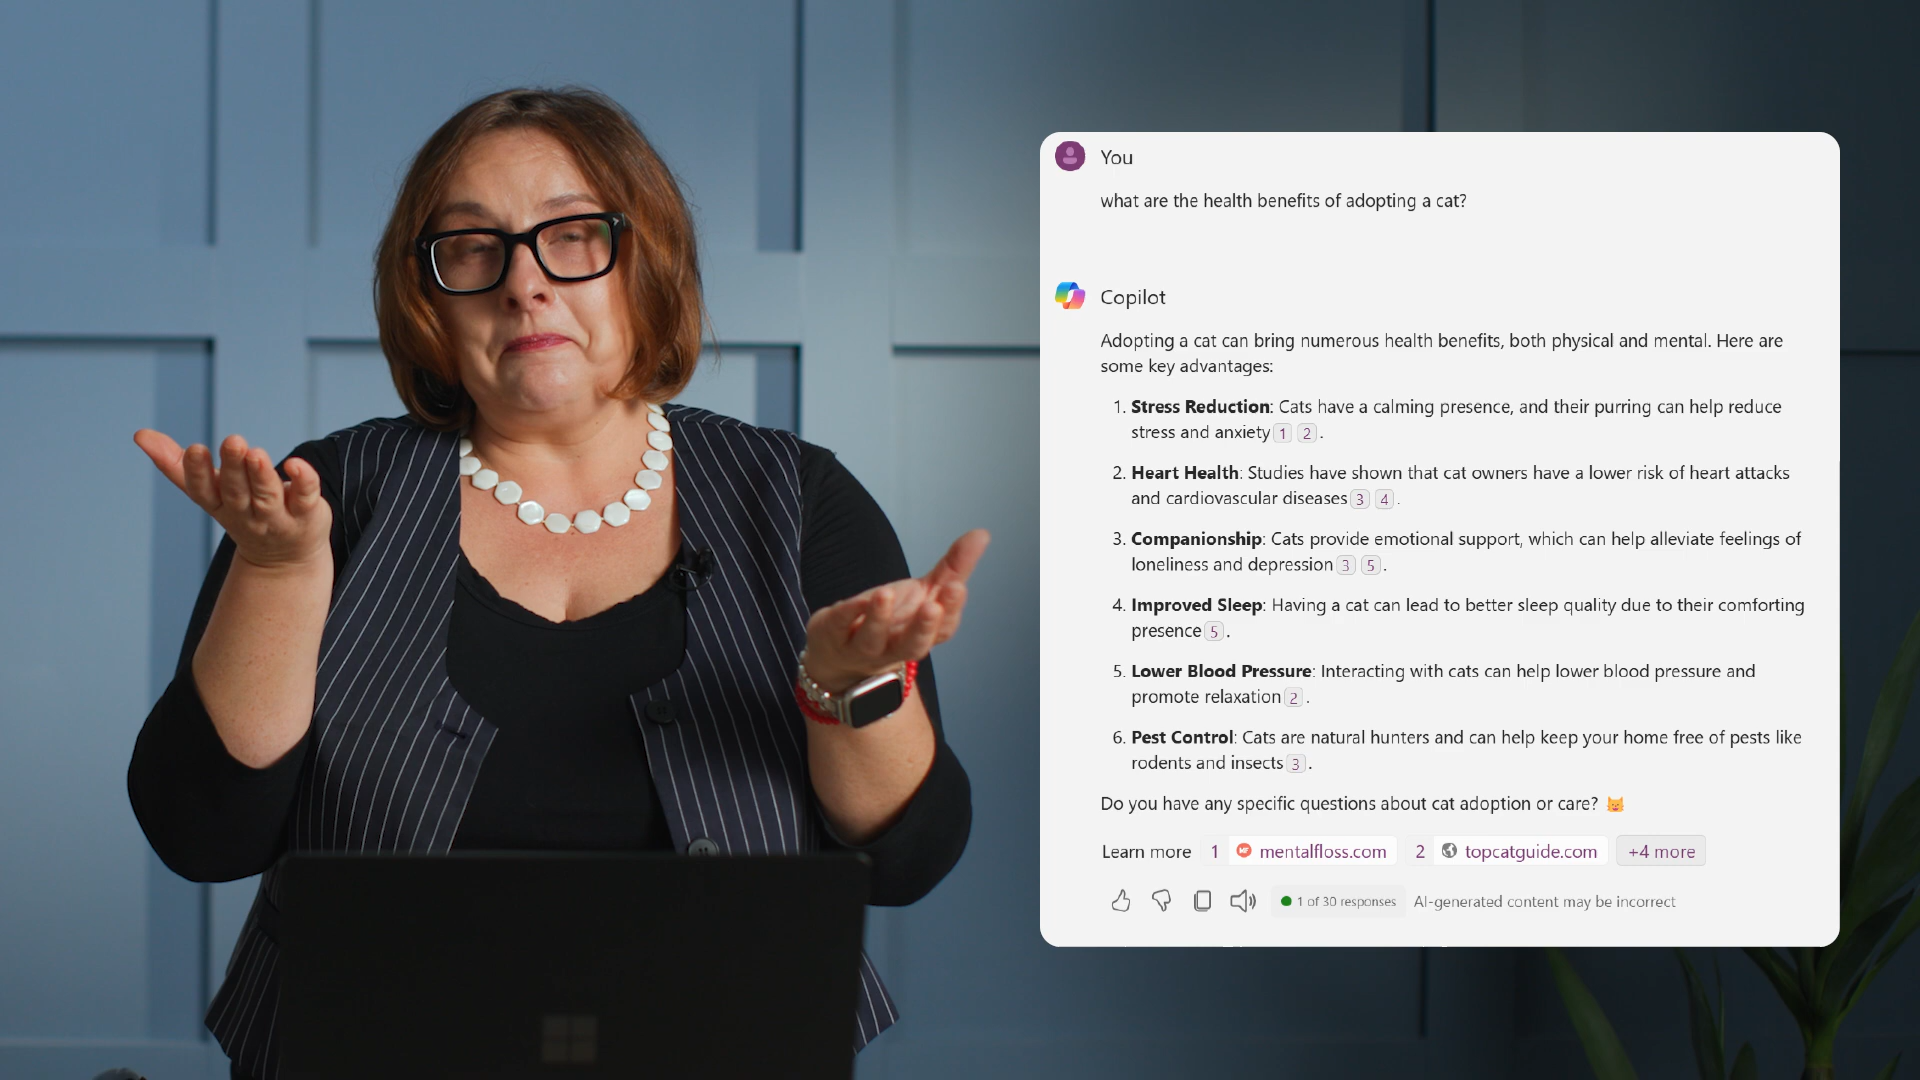 You
what are the health benefits of adopting a cat?
Copilot
Adopting a cat can bring numerous health benefits, both physical and mental. Here are
some key advantages:
1. Stress Reduction: Cats have a calming presence, and their purring can help reduce
stress and anxiety 1 2 .
2. Heart Health: Studies have shown that cat owners have a lower risk of heart attacks
and cardiovascular diseases 3 4 .
3. Companionship: Cats provide emotional support, which can help alleviate feelings of
loneliness and depression 3 5 .
4. Improved Sleep: Having a cat can lead to better sleep quality due to their comforting
presence 5 .
5. Lower Blood Pressure: Interacting with cats can help lower blood pressure and
promote relaxation 2 .
6. Pest Control: Cats are natural hunters and can help keep your home free of pests like
rodents and insects 3 .
Do you have any specific questions about cat adoption or care? 😸
Learn more 1 mentalfloss.com 2 topcatguide.com +4 more
1 of 30 responses AI-generated content may be incorrect